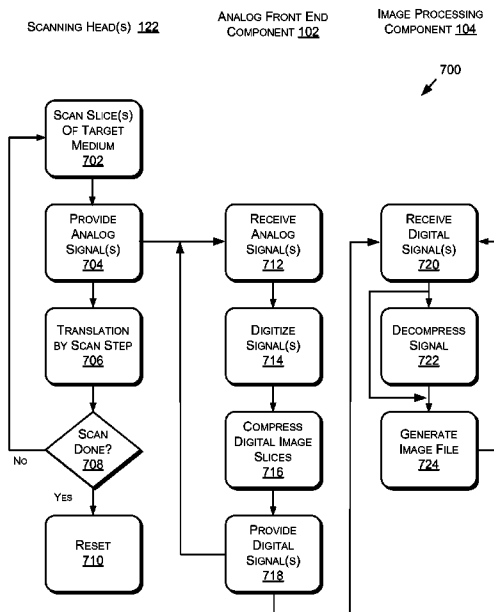 SCANNING HEAD(S) 122
ANALOG FRONT END
COMPONENT 102
IMAGE PROCESSING
COMPONENT 104
700
SCAN SLICE(S)
OF TARGET
MEDIUM
702
PROVIDE
ANALOG
SIGNAL(S)
704
TRANSLATION
BY SCAN STEP
706
SCAN
DONE?
708
NO
YES
RESET
710
RECEIVE
ANALOG
SIGNAL(S)
712
DIGITIZE
SIGNAL(S)
714
COMPRESS
DIGITAL IMAGE
SLICES
716
PROVIDE
DIGITAL
SIGNAL(S)
718
RECEIVE
DIGITAL
SIGNAL(S)
720
DECOMPRESS
SIGNAL
722
GENERATE
IMAGE FILE
724